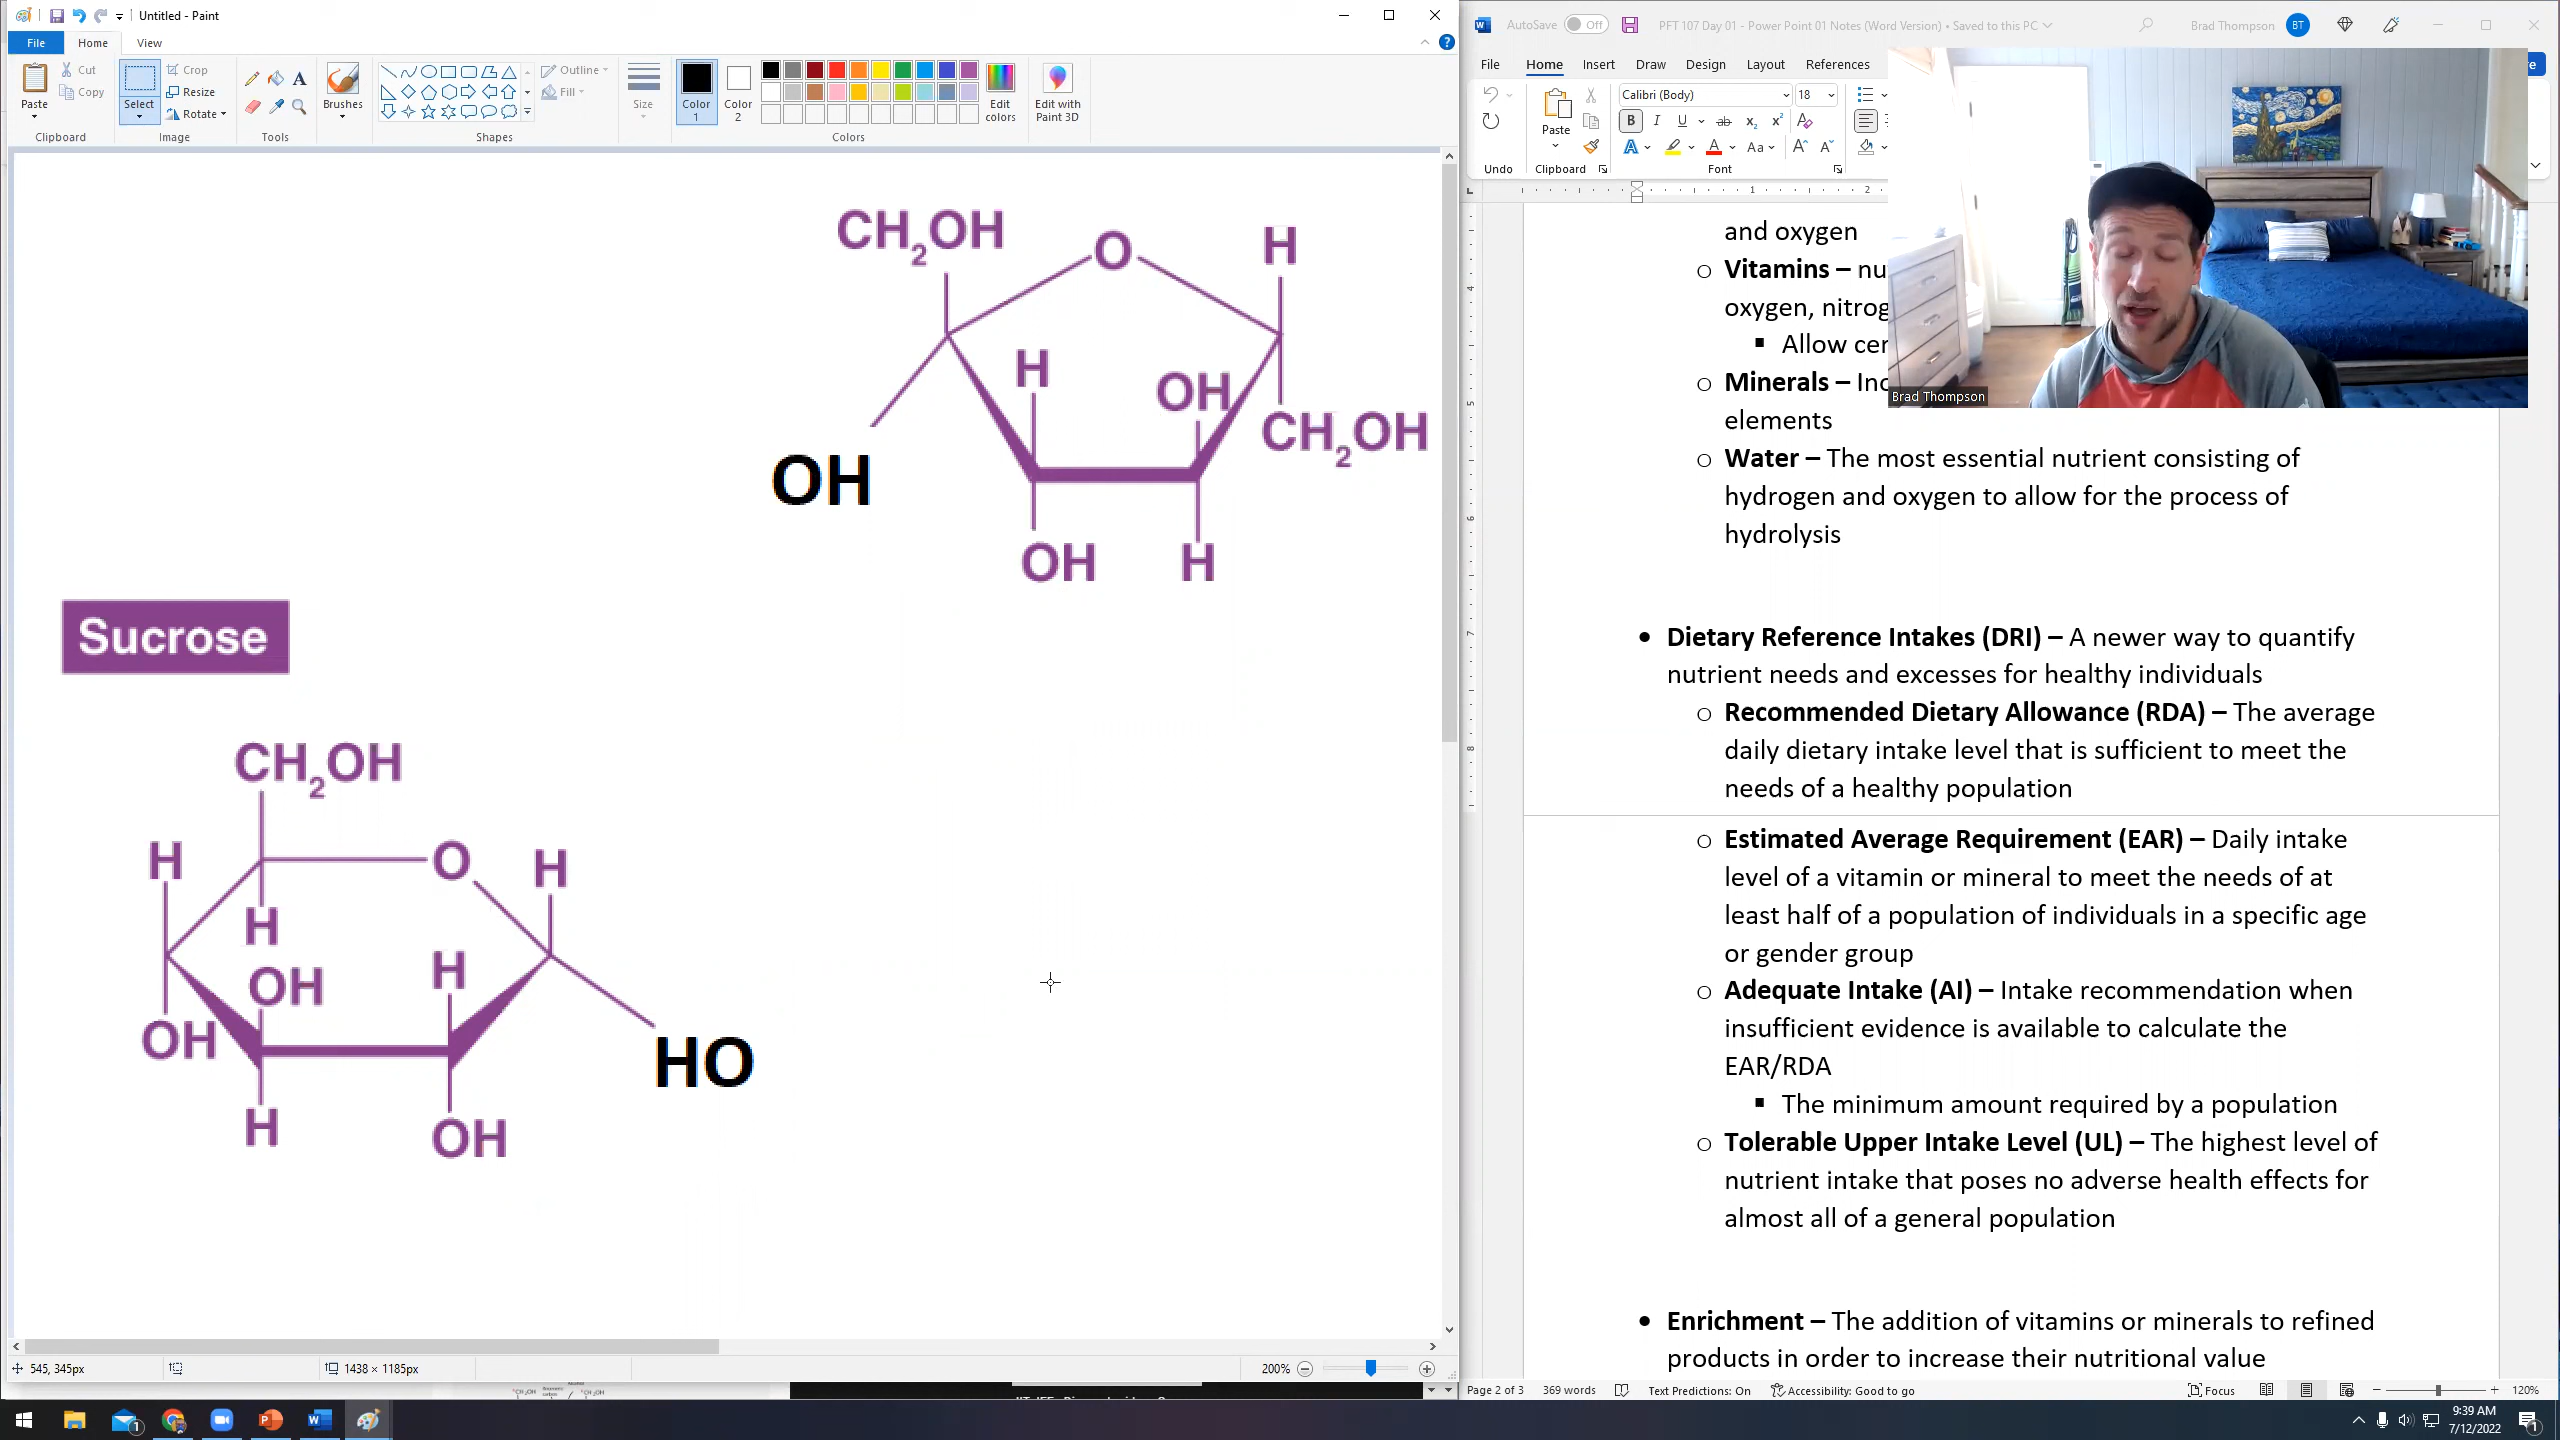 Untitled - Paint
File Home View
Paste
Cut
Copy
Clipboard
Select
Crop
Resize
Rotate
Image
Tools
Brushes
Shapes
Outline
Fill
Size
Color 1
Color 2
Colors
Edit colors
Edit with Paint 3D
CH2OH
O
H
H
OH
CH2OH
OH
OH
H
Sucrose
CH2OH
H
O
H
H
OH
H
OH
HO
H
OH
545, 345px
1438 × 1185px
200%
AutoSave Off
PFT 107 Day 01 - Power Point 01 Notes (Word Version) • Saved to this PC
Brad Thompson BT
File Home Insert Draw Design Layout References
Undo
Paste
Clipboard
Calibri (Body) 18
B I U ab x2 x2 A
A A Aa A A
Font
1 2
Brad Thompson
and oxygen
o Vitamins – nu
oxygen, nitrog
▪ Allow cer
o Minerals – Ino
elements
o Water – The most essential nutrient consisting of
hydrogen and oxygen to allow for the process of
hydrolysis
• Dietary Reference Intakes (DRI) – A newer way to quantify
nutrient needs and excesses for healthy individuals
o Recommended Dietary Allowance (RDA) – The average
daily dietary intake level that is sufficient to meet the
needs of a healthy population
o Estimated Average Requirement (EAR) – Daily intake
level of a vitamin or mineral to meet the needs of at
least half of a population of individuals in a specific age
or gender group
o Adequate Intake (AI) – Intake recommendation when
insufficient evidence is available to calculate the
EAR/RDA
▪ The minimum amount required by a population
o Tolerable Upper Intake Level (UL) – The highest level of
nutrient intake that poses no adverse health effects for
almost all of a general population
• Enrichment – The addition of vitamins or minerals to refined
products in order to increase their nutritional value
Page 2 of 3 369 words Text Predictions: On Accessibility: Good to go Focus 120%
9:39 AM
7/12/2022